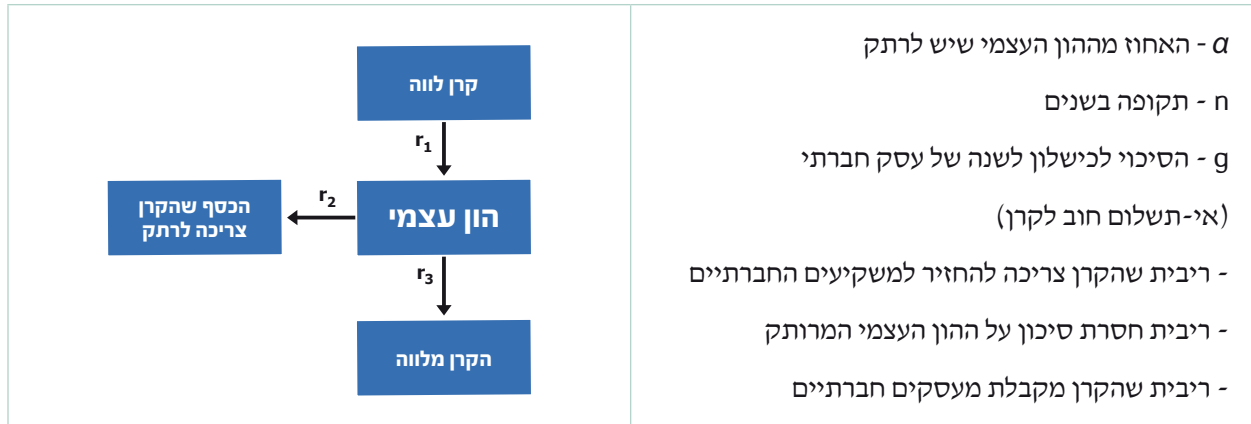 קרן לווה
r₁
הון עצמי
r₂
הכסף שהקרן
צריכה לרתק
r₃
הקרן מלווה
α - האחוז מההון העצמי שיש לרתק
n - תקופה בשנים
g - הסיכוי לכישלון לשנה של עסק חברתי
(אי-תשלום חוב לקרן)
- ריבית שהקרן צריכה להחזיר למשקיעים החברתיים
- ריבית חסרת סיכון על ההון העצמי המרותק
- ריבית שהקרן מקבלת מעסקים חברתיים